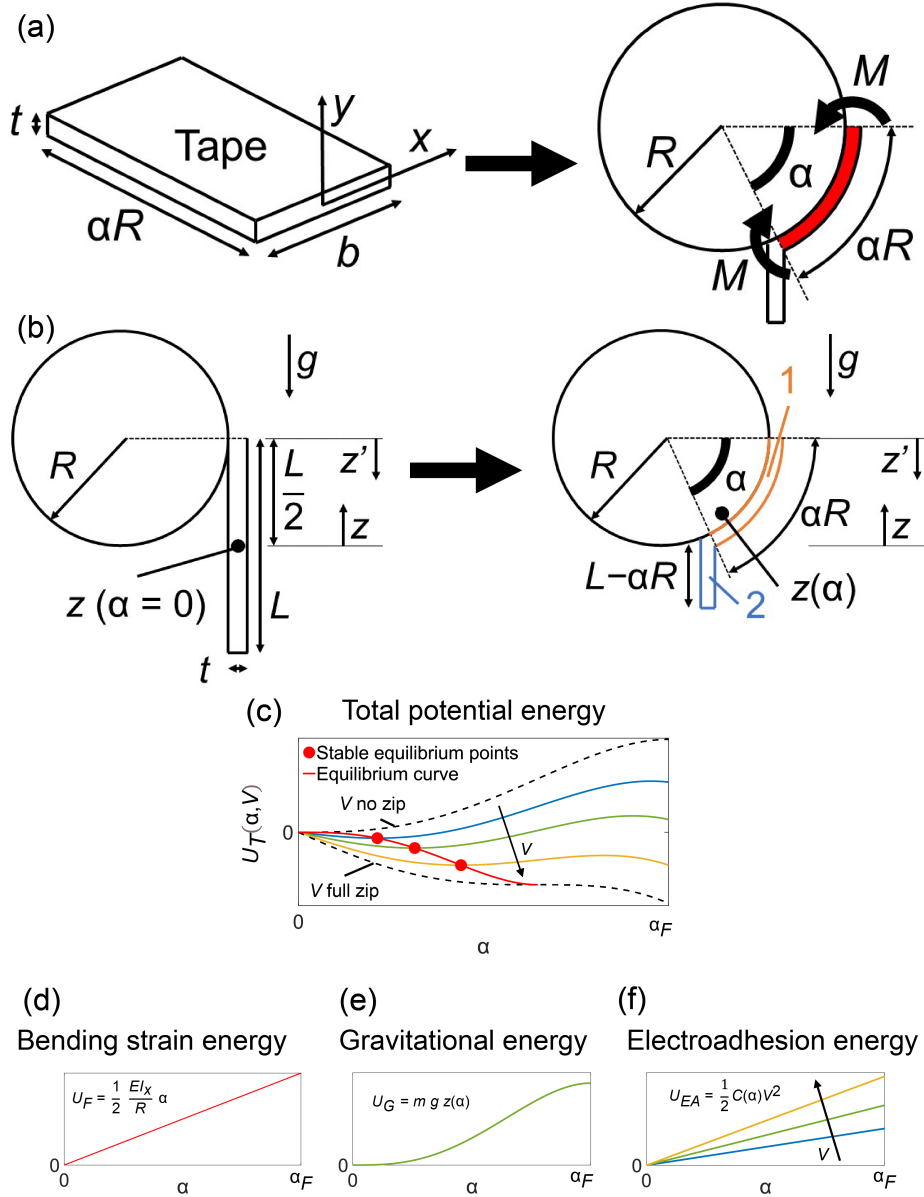 (a)
t
Tape
y
x
αR
b
R
α
M
M
αR
(b)
g
R
L
2
z'
z
z (α = 0)
L
t
g
1
R
α
z'
αR
z
L−αR
2
z(α)
(c) Total potential energy
Stable equilibrium points
Equilibrium curve
V no zip
V
V full zip
U_T(α,V)
0
0
α
α_F
(d)
Bending strain energy
U_F = 1/2 EI_x/R α
0
0
α
α_F
(e)
Gravitational energy
U_G = m g z(α)
0
0
α
α_F
(f)
Electroadhesion energy
U_EA = 1/2 C(α)V²
V
0
0
α
α_F